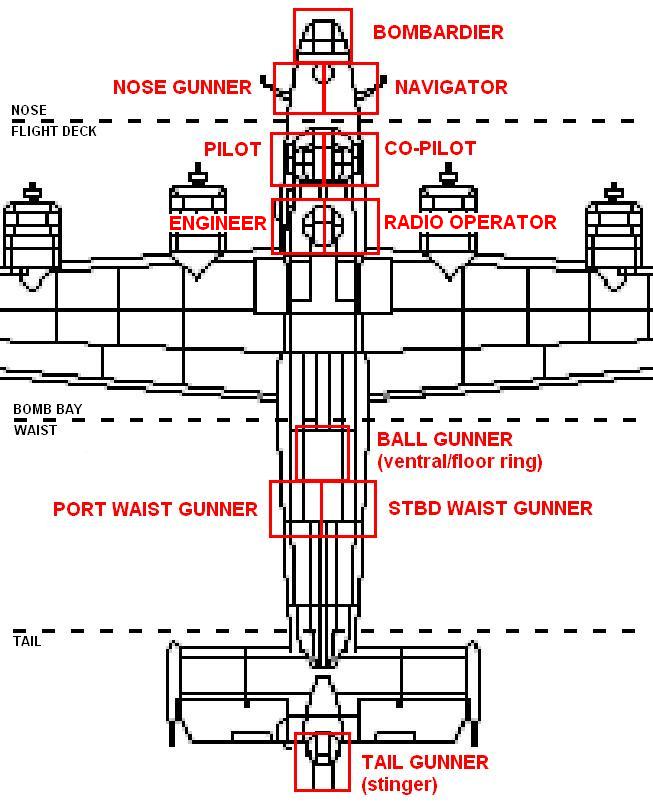 BOMBARDIER
NOSE GUNNER
NAVIGATOR
NOSE
FLIGHT DECK
PILOT
CO-PILOT
ENGINEER
RADIO OPERATOR
BOMB BAY
WAIST
BALL GUNNER
(ventral/floor ring)
PORT WAIST GUNNER
STBD WAIST GUNNER
TAIL
TAIL GUNNER
(stinger)